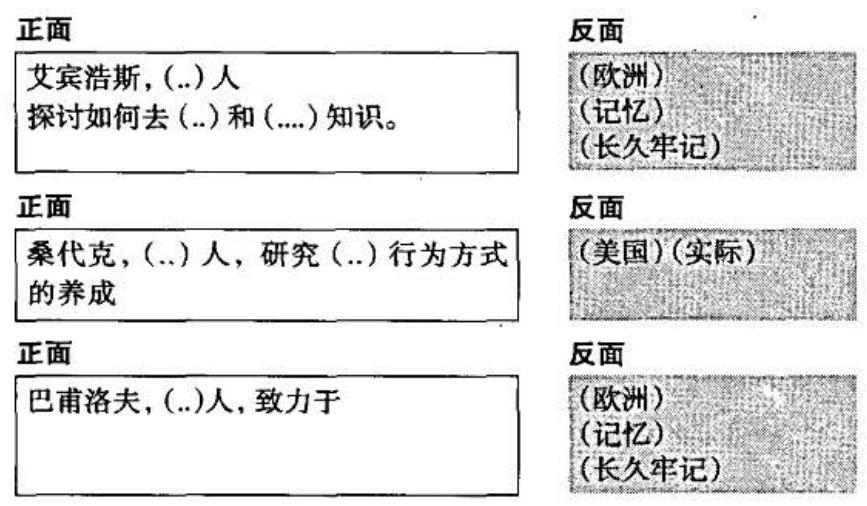 正面
反面
艾宾浩斯，(..)人
探讨如何去(..)和(....)知识。
(欧洲)
(记忆)
(长久牢记)
正面
反面
桑代克，(..)人，研究(..)行为方式
的养成
(美国)(实际)
正面
反面
巴甫洛夫，(..)人，致力于
(欧洲)
(记忆)
(长久牢记)